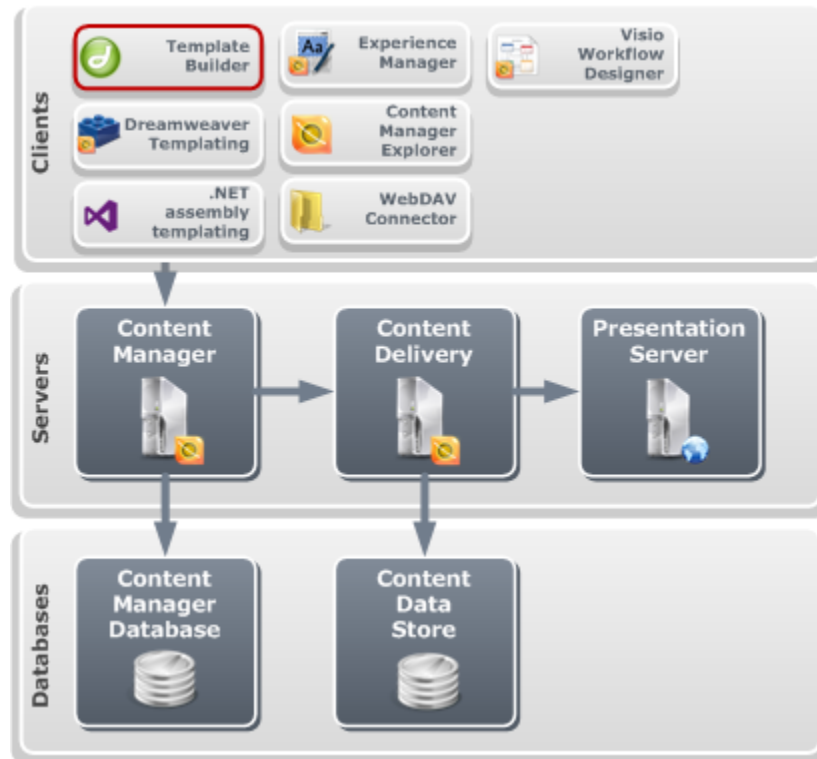 Clients
Template
Builder
Experience
Manager
Visio
Workflow
Designer
Dreamweaver
Templating
Content
Manager
Explorer
.NET
assembly
templating
WebDAV
Connector
Servers
Content
Manager
Content
Delivery
Presentation
Server
Databases
Content
Manager
Database
Content
Data
Store